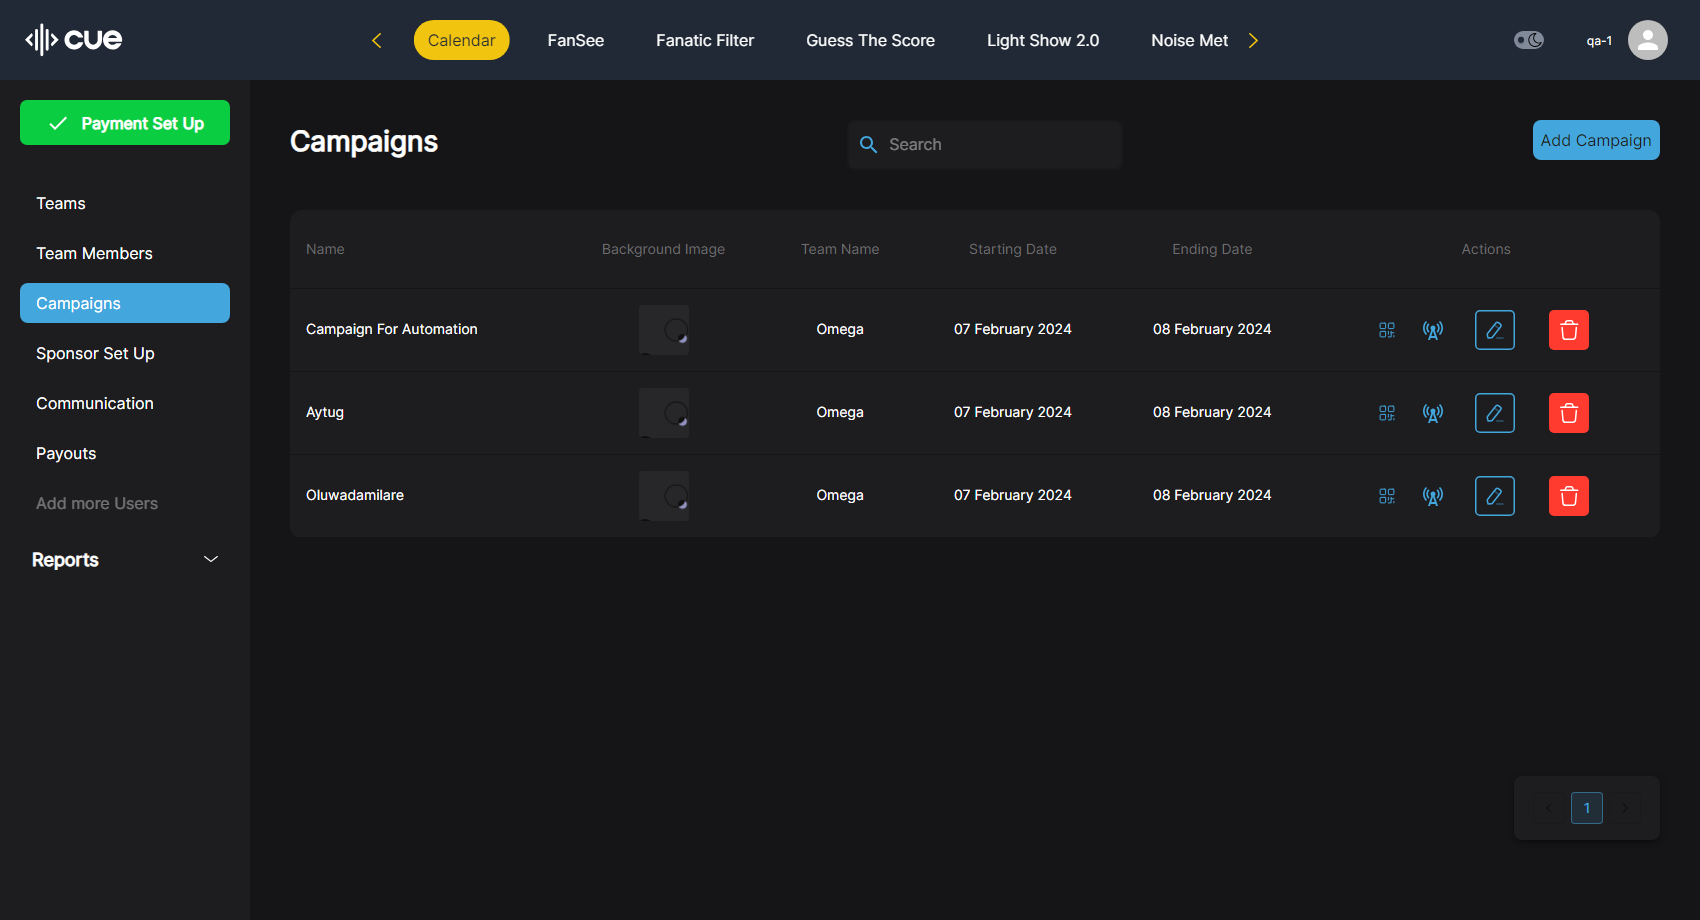 cue
Calendar FanSee Fanatic Filter Guess The Score Light Show 2.0 Noise Met
qa-1
Payment Set Up
Teams
Team Members
Campaigns
Sponsor Set Up
Communication
Payouts
Add more Users
Reports
Campaigns
Search
Add Campaign
Name Background Image Team Name Starting Date Ending Date Actions
Campaign For Automation Omega 07 February 2024 08 February 2024
Aytug Omega 07 February 2024 08 February 2024
Oluwadamilare Omega 07 February 2024 08 February 2024
1